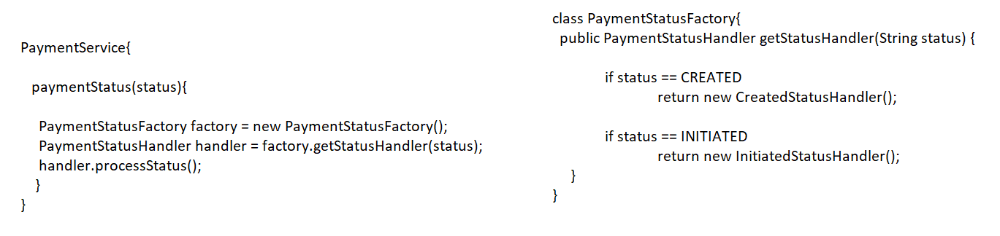 PaymentService{
paymentStatus(status){
PaymentStatusFactory factory = new PaymentStatusFactory();
PaymentStatusHandler handler = factory.getStatusHandler(status);
handler.processStatus();
}
}
class PaymentStatusFactory{
public PaymentStatusHandler getStatusHandler(String status) {
if status == CREATED
return new CreatedStatusHandler();
if status == INITIATED
return new InitiatedStatusHandler();
}
}